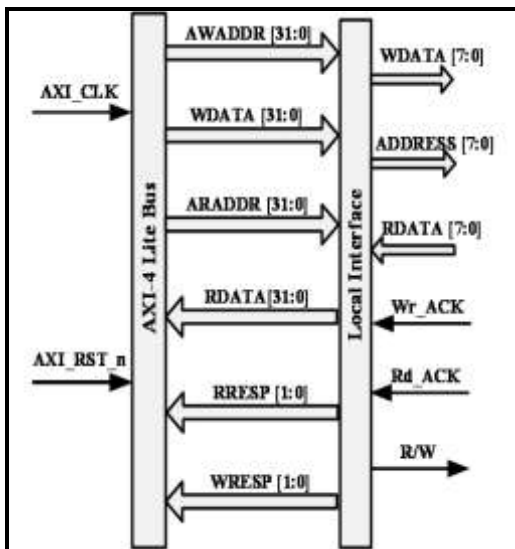 AWADDR [31:0]
WDATA [7:0]
AXI_CLK
WDATA [31:0]
ADDRESS [7:0]
ARADDR [31:0]
RDATA [7:0]
AXI-4 Lite Bus
Local Interface
RDATA[31:0]
Wr_ACK
AXI_RST_n
Rd_ACK
RRESP [1:0]
R/W
WRESP [1:0]